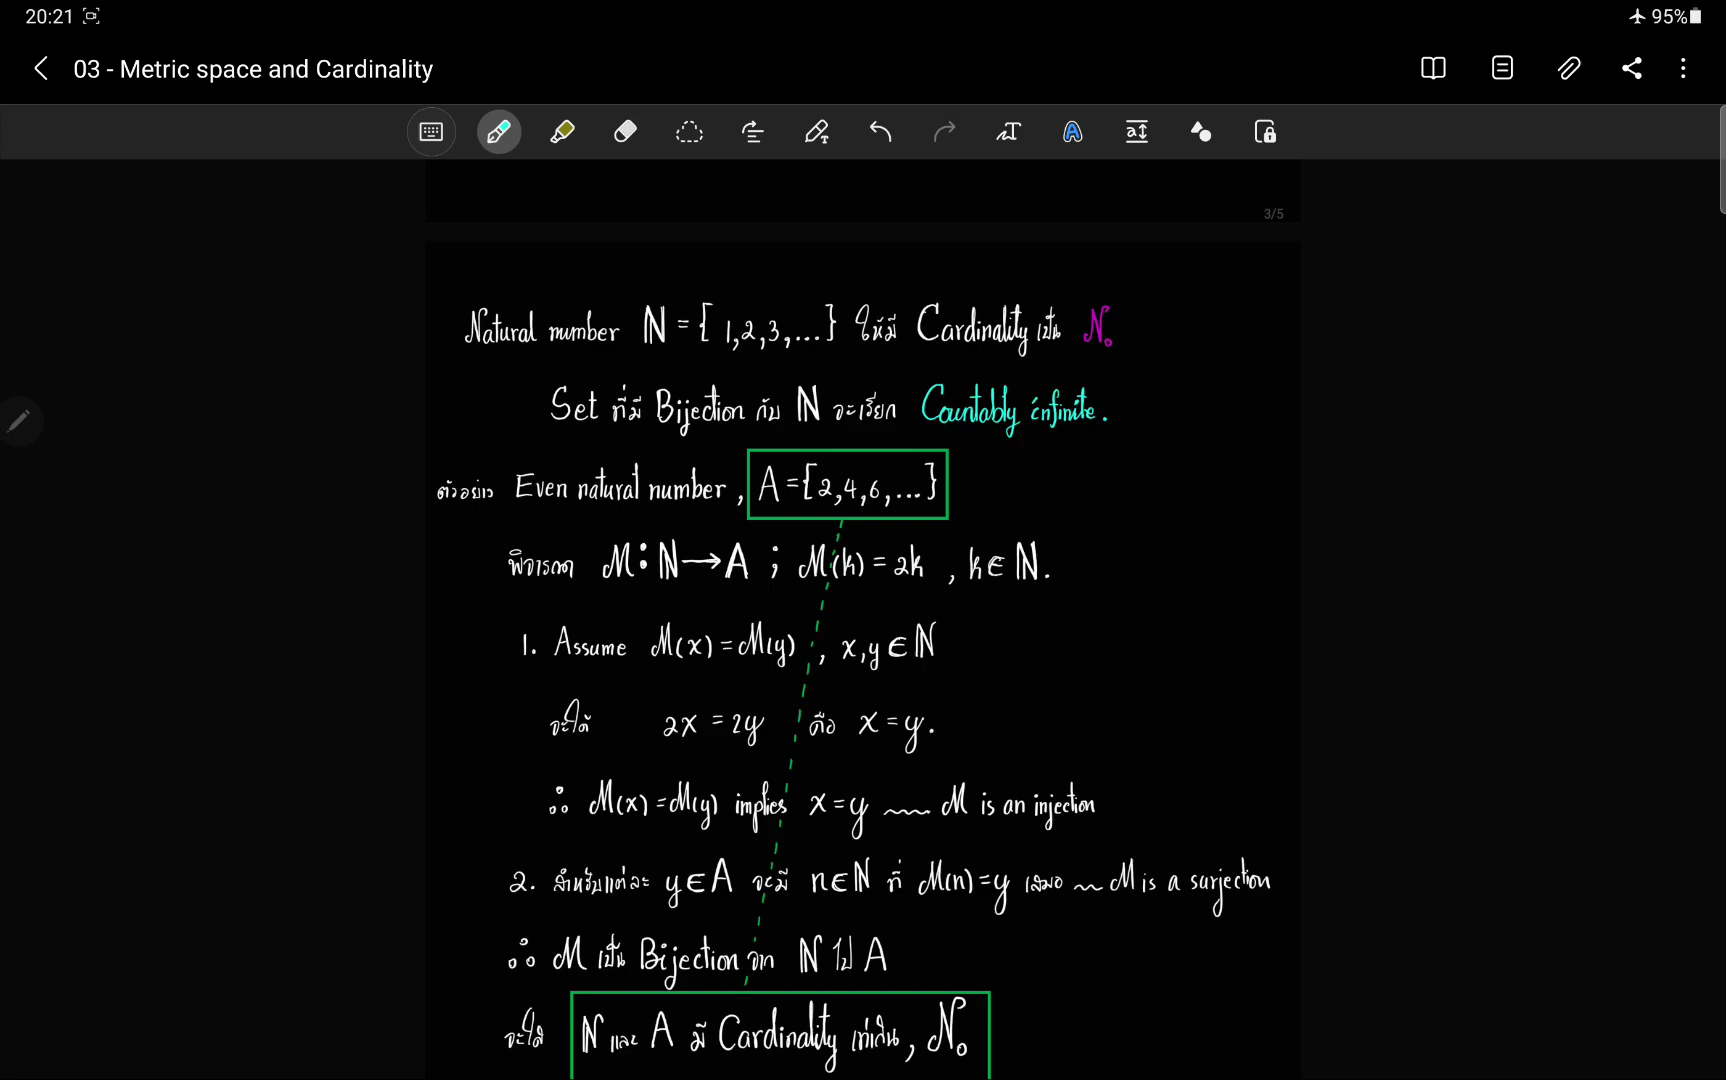 20:21
95%
03 - Metric space and Cardinality
3/5
Natural number ℕ = { 1,2,3,... } ให้มี Cardinality เป็น 𝒩₀
Set ที่มี Bijection กับ ℕ จะเรียก Countably infinite.
ตัวอย่าง Even natural number, A = {2,4,6,...}
พิจารณา M : ℕ → A ; M(k) = 2k , k ∈ ℕ.
1. Assume M(x) = M(y) , x,y ∈ ℕ
จะได้ 2x = 2y คือ x = y.
∴ M(x) = M(y) implies x = y ~~~ M is an injection
2. สำหรับแต่ละ y ∈ A จะมี n ∈ ℕ ที่ M(n) = y เสมอ ~~ M is a surjection
∴ M เป็น Bijection จาก ℕ ไป A
จะได้ ℕ และ A มี Cardinality เท่ากัน, 𝒩₀